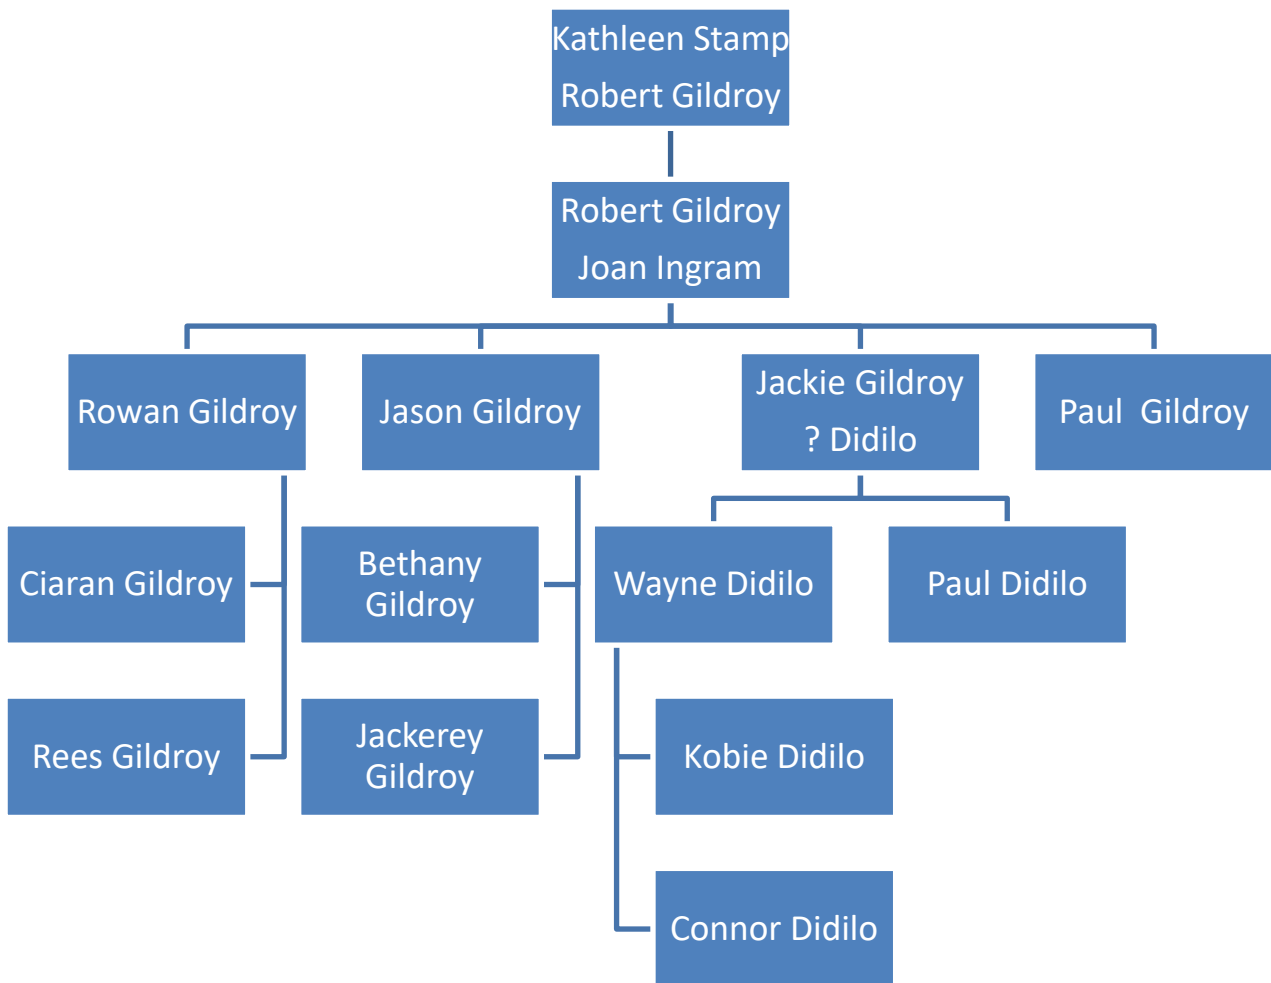 Kathleen Stamp
Robert Gildroy
Robert Gildroy
Joan Ingram
Rowan Gildroy
Jason Gildroy
Jackie Gildroy
? Didilo
Paul  Gildroy
Ciaran Gildroy
Bethany
Gildroy
Wayne Didilo
Paul Didilo
Rees Gildroy
Jackerey
Gildroy
Kobie Didilo
Connor Didilo